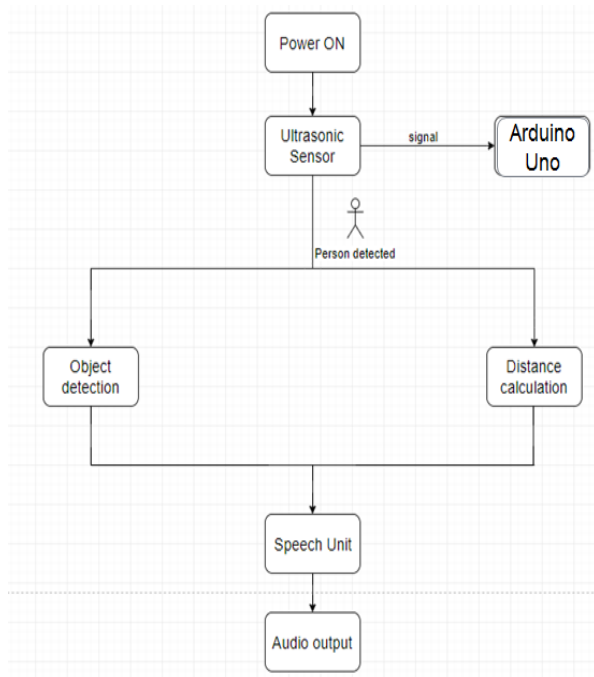 Power ON
Ultrasonic
Sensor
signal
Arduino
Uno
Person detected
Object
detection
Distance
calculation
Speech Unit
Audio output